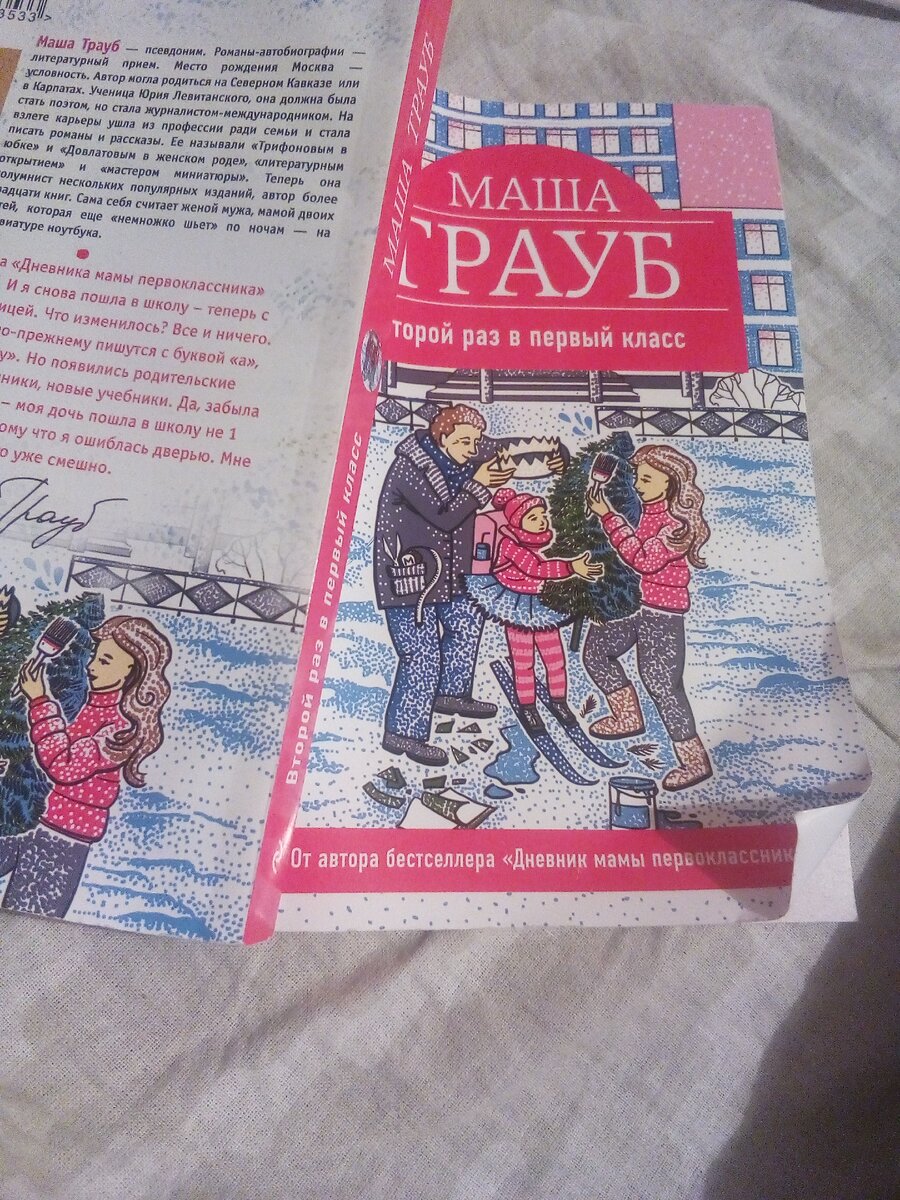 3533
Маша Трауб — псевдоним. Романы-автобиографии —
литературный прием. Место рождения Москва —
условность. Автор могла родиться на Северном Кавказе или
в Карпатах. Ученица Юрия Левитанского, она должна была
стать поэтом, но стала журналистом-международником. На
взлете карьеры ушла из профессии ради семьи и стала
писать романы и рассказы. Ее называли «Трифоновым в
юбке» и «Довлатовым в женском роде», «литературным
открытием» и «мастером миниатюры». Теперь она
колумнист нескольких популярных изданий, автор более
адцати книг. Сама себя считает женой мужа, мамой двоих
тей, которая еще «немножко шьет» по ночам — на
виатуре ноутбука.
а «Дневника мамы первоклассника»
И я снова пошла в школу – теперь с
ицей. Что изменилось? Все и ничего.
о-прежнему пишутся с буквой «а»,
у». Но появились родительские
ники, новые учебники. Да, забыла
– моя дочь пошла в школу не 1
ому что я ошиблась дверью. Мне
о уже смешно.
Трауб
МАША ТРАУБ
Второй раз в первый класс
МАША
ТРАУБ
торой раз в первый класс
От автора бестселлера «Дневник мамы первоклассник